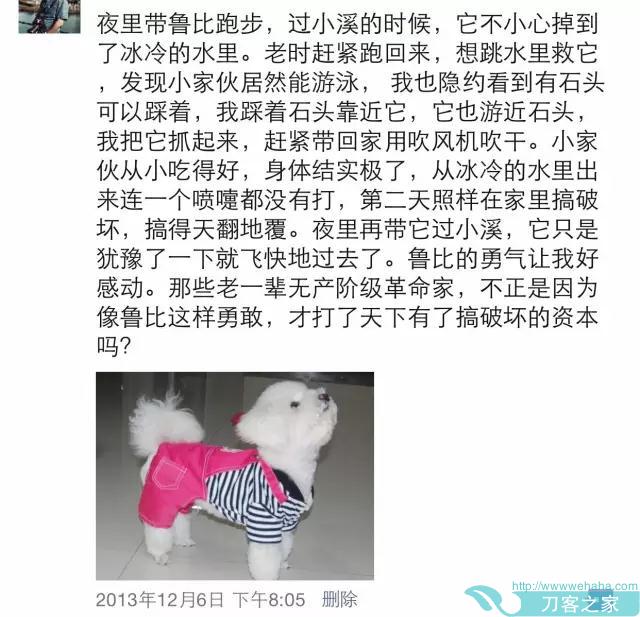 夜里带鲁比跑步，过小溪的时候，它不小心掉到
了冰冷的水里。老时赶紧跑回来，想跳水里救它
，发现小家伙居然能游泳， 我也隐约看到有石头
可以踩着，我踩着石头靠近它，它也游近石头，
我把它抓起来，赶紧带回家用吹风机吹干。小家
伙从小吃得好，身体结实极了，从冰冷的水里出
来连一个喷嚏都没有打，第二天照样在家里搞破
坏，搞得天翻地覆。夜里再带它过小溪，它只是
犹豫了一下就飞快地过去了。鲁比的勇气让我好
感动。那些老一辈无产阶级革命家，不正是因为
像鲁比这样勇敢，才打了天下有了搞破坏的资本
吗？
2013年12月6日 下午8:05 删除
http://wwwwehaha.com
刀客之家